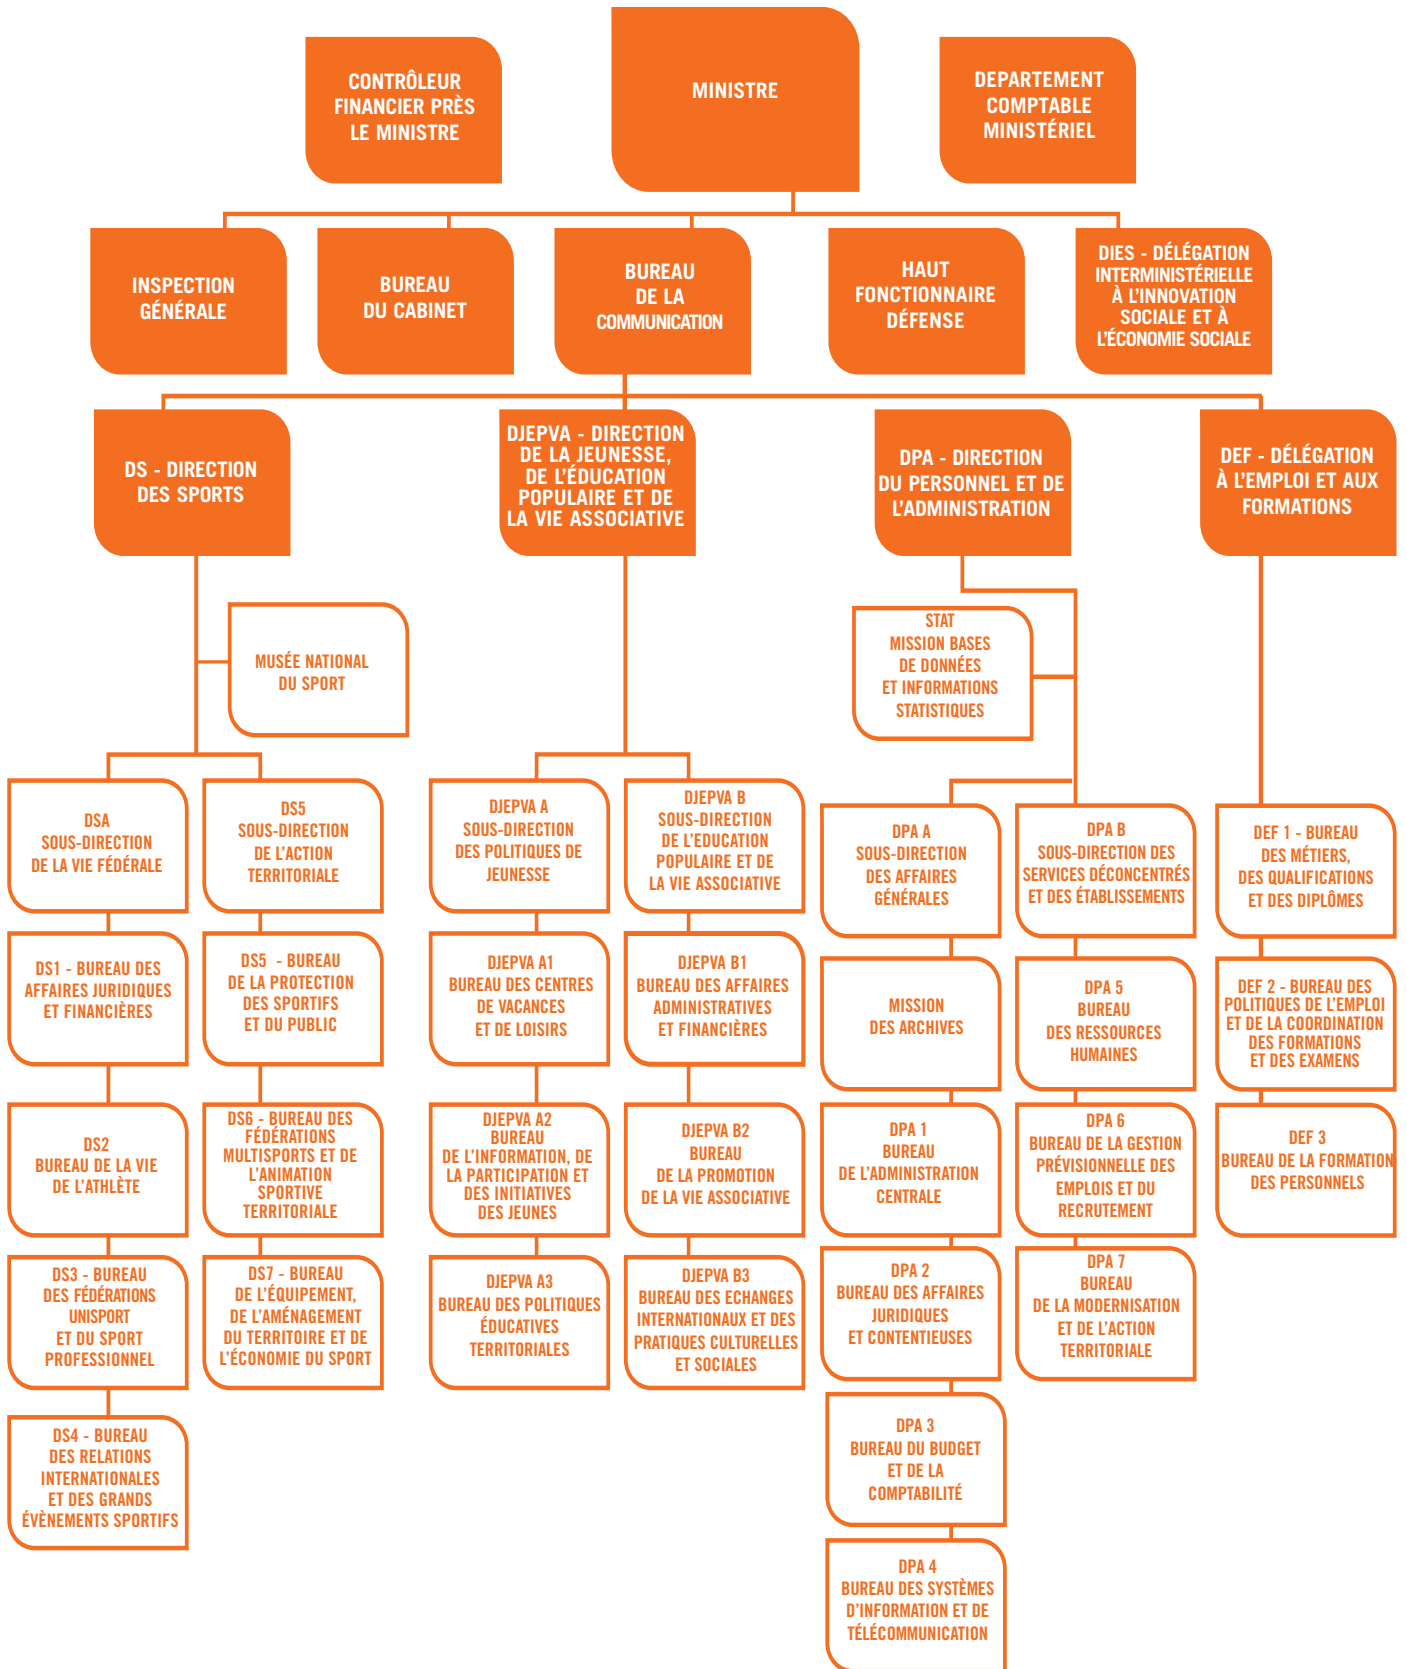 CONTRÔLEUR
FINANCIER PRÈS
LE MINISTRE
MINISTRE
DEPARTEMENT
COMPTABLE
MINISTÉRIEL
INSPECTION
GÉNÉRALE
BUREAU
DU CABINET
BUREAU
DE LA
COMMUNICATION
HAUT
FONCTIONNAIRE
DÉFENSE
DIES - DÉLÉGATION
INTERMINISTÉRIELLE
À L'INNOVATION
SOCIALE ET À
L'ÉCONOMIE SOCIALE
DS - DIRECTION
DES SPORTS
DJEPVA - DIRECTION
DE LA JEUNESSE,
DE L'ÉDUCATION
POPULAIRE ET DE
LA VIE ASSOCIATIVE
DPA - DIRECTION
DU PERSONNEL ET DE
L'ADMINISTRATION
DEF - DÉLÉGATION
À L'EMPLOI ET AUX
FORMATIONS
MUSÉE NATIONAL
DU SPORT
STAT
MISSION BASES
DE DONNÉES
ET INFORMATIONS
STATISTIQUES
DSA
SOUS-DIRECTION
DE LA VIE FÉDÉRALE
DS5
SOUS-DIRECTION
DE L'ACTION
TERRITORIALE
DJEPVA A
SOUS-DIRECTION
DES POLITIQUES DE
JEUNESSE
DJEPVA B
SOUS-DIRECTION
DE L'EDUCATION
POPULAIRE ET DE
LA VIE ASSOCIATIVE
DPA A
SOUS-DIRECTION
DES AFFAIRES
GÉNÉRALES
DPA B
SOUS-DIRECTION DES
SERVICES DÉCONCENTRÉS
ET DES ÉTABLISSEMENTS
DEF 1 - BUREAU
DES MÉTIERS,
DES QUALIFICATIONS
ET DES DIPLÔMES
DS1 - BUREAU DES
AFFAIRES JURIDIQUES
ET FINANCIÈRES
DS5 - BUREAU
DE LA PROTECTION
DES SPORTIFS
ET DU PUBLIC
DJEPVA A1
BUREAU DES CENTRES
DE VACANCES
ET DE LOISIRS
DJEPVA B1
BUREAU DES AFFAIRES
ADMINISTRATIVES
ET FINANCIÈRES
MISSION
DES ARCHIVES
DPA 5
BUREAU
DES RESSOURCES
HUMAINES
DEF 2 - BUREAU DES
POLITIQUES DE L'EMPLOI
ET DE LA COORDINATION
DES FORMATIONS
ET DES EXAMENS
DS2
BUREAU DE LA VIE
DE L'ATHLÈTE
DS6 - BUREAU DES
FÉDÉRATIONS
MULTISPORTS ET DE
L'ANIMATION
SPORTIVE
TERRITORIALE
DJEPVA A2
BUREAU
DE L'INFORMATION, DE
LA PARTICIPATION ET
DES INITIATIVES
DES JEUNES
DJEPVA B2
BUREAU
DE LA PROMOTION
DE LA VIE ASSOCIATIVE
DPA 1
BUREAU
DE L'ADMINISTRATION
CENTRALE
DPA 6
BUREAU DE LA GESTION
PRÉVISIONNELLE DES
EMPLOIS ET DU
RECRUTEMENT
DEF 3
BUREAU DE LA FORMATION
DES PERSONNELS
DS3 - BUREAU
DES FÉDÉRATIONS
UNISPORT
ET DU SPORT
PROFESSIONNEL
DS7 - BUREAU
DE L'ÉQUIPEMENT,
DE L'AMÉNAGEMENT
DU TERRITOIRE ET DE
L'ÉCONOMIE DU SPORT
DJEPVA A3
BUREAU DES POLITIQUES
ÉDUCATIVES
TERRITORIALES
DJEPVA B3
BUREAU DES ECHANGES
INTERNATIONAUX ET DES
PRATIQUES CULTURELLES
ET SOCIALES
DPA 2
BUREAU DES AFFAIRES
JURIDIQUES
ET CONTENTIEUSES
DPA 7
BUREAU
DE LA MODERNISATION
ET DE L'ACTION
TERRITORIALE
DS4 - BUREAU
DES RELATIONS
INTERNATIONALES
ET DES GRANDS
ÉVÈNEMENTS SPORTIFS
DPA 3
BUREAU DU BUDGET
ET DE LA
COMPTABILITÉ
DPA 4
BUREAU DES SYSTÈMES
D'INFORMATION ET DE
TÉLÉCOMMUNICATION